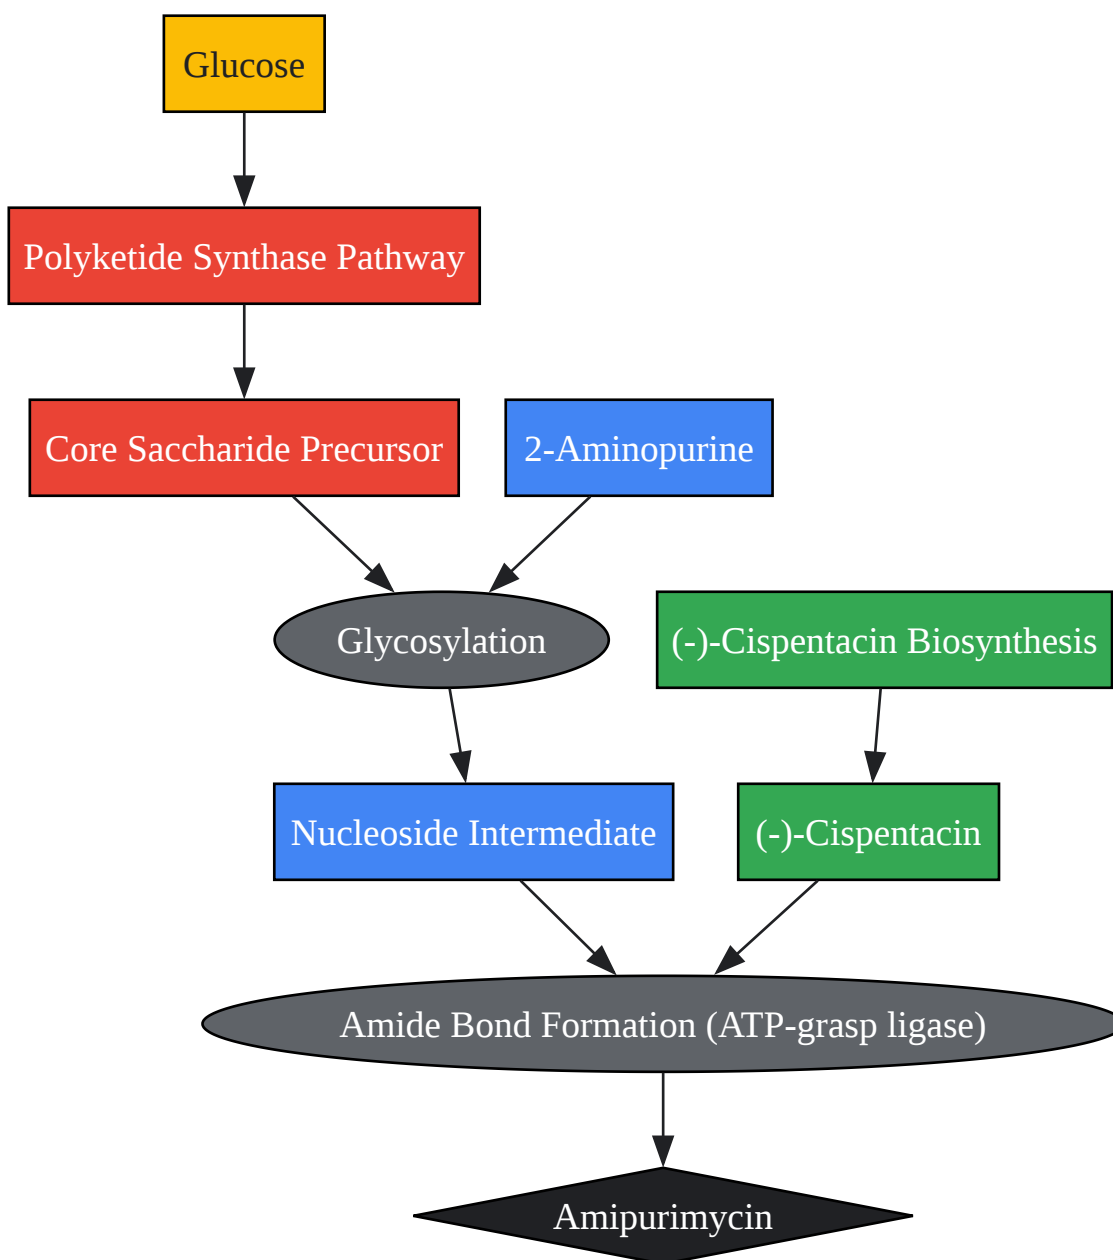 Glucose
Polyketide Synthase Pathway
Core Saccharide Precursor
2-Aminopurine
Glycosylation
(-)-Cispentacin Biosynthesis
Nucleoside Intermediate
(-)-Cispentacin
Amide Bond Formation (ATP-grasp ligase)
Amipurimycin